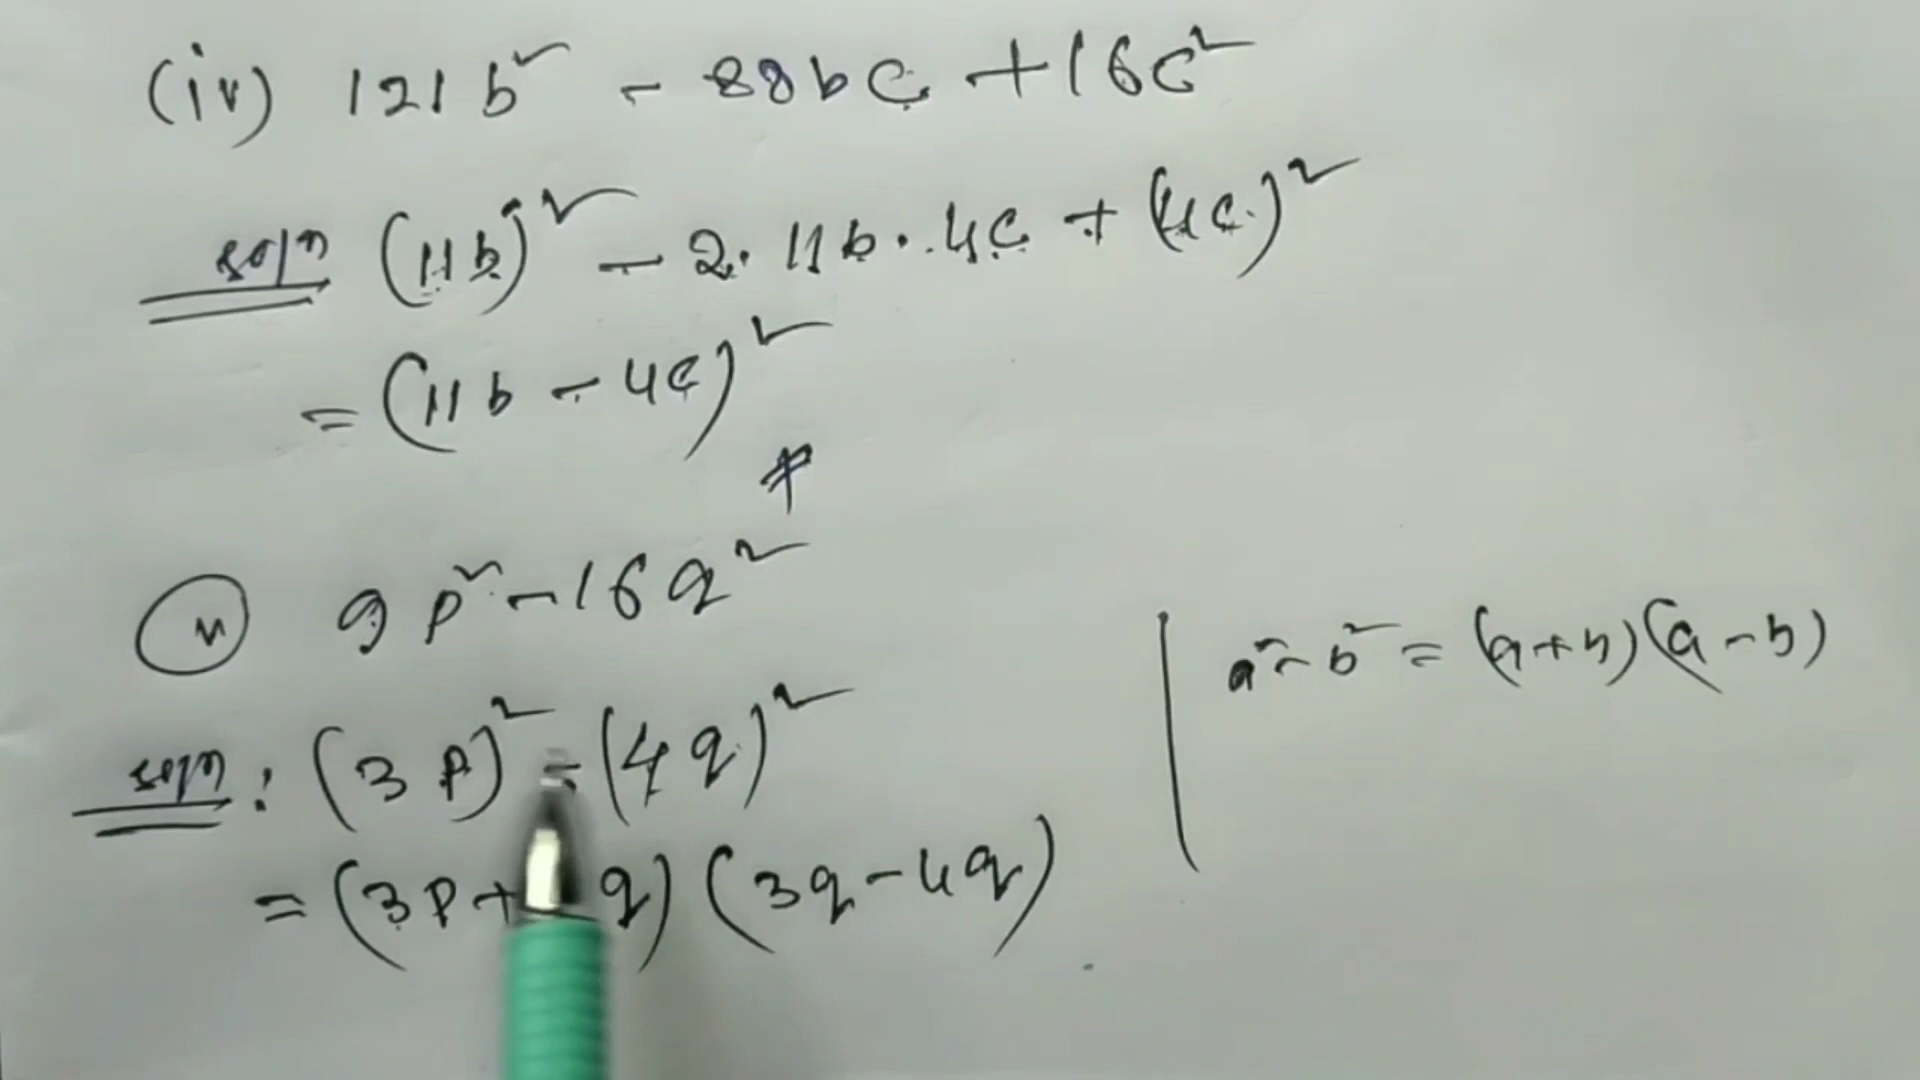 (iv) 121b² - 88bc + 16c²
soln (11b)² - 2. 11b. 4c + (4c)²
= (11b - 4c)²
9p² - 16q²
a² - b² = (a+b)(a-b)
soln: (3p)² - (4q)²
= (3p+ q) (3q-4q)